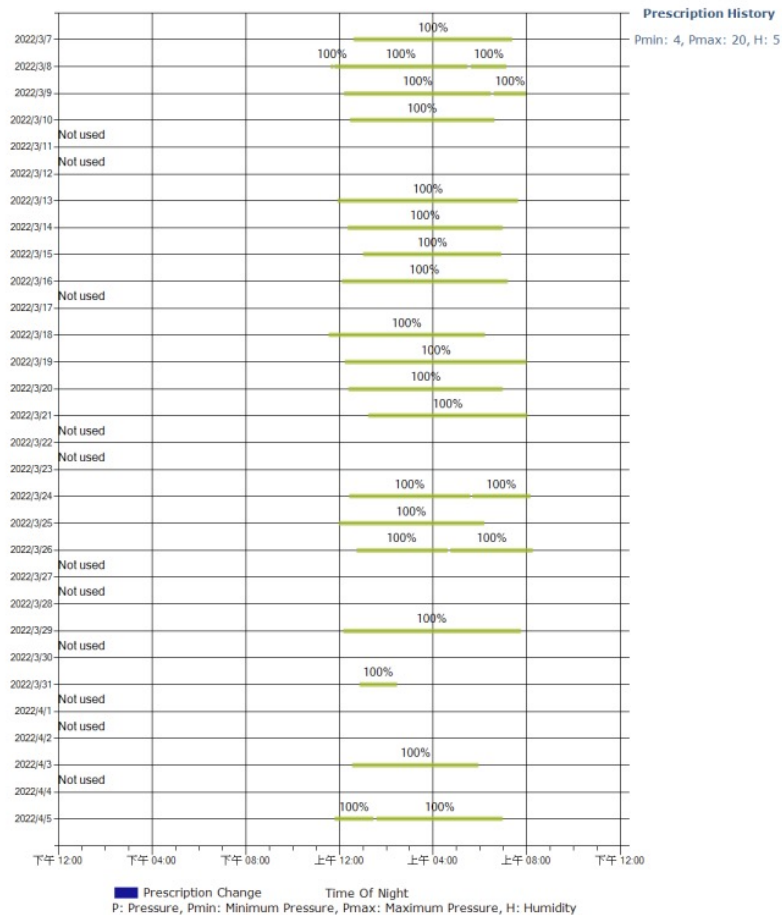 Prescription History
Pmin: 4, Pmax: 20, H: 5
100%
2022/3/7
100% 100% 100%
2022/3/8
100% 100%
2022/3/9
100%
2022/3/10
Not used
2022/3/11
Not used
2022/3/12
100%
2022/3/13
100%
2022/3/14
100%
2022/3/15
100%
2022/3/16
Not used
2022/3/17
100%
2022/3/18
100%
2022/3/19
100%
2022/3/20
100%
2022/3/21
Not used
2022/3/22
Not used
2022/3/23
100% 100%
2022/3/24
100%
2022/3/25
100% 100%
2022/3/26
Not used
2022/3/27
Not used
2022/3/28
100%
2022/3/29
Not used
2022/3/30
100%
2022/3/31
Not used
2022/4/1
Not used
2022/4/2
100%
2022/4/3
Not used
2022/4/4
100% 100%
2022/4/5
下午 12:00 下午 04:00 下午 08:00 上午 12:00 上午 04:00 上午 08:00 下午 12:00
Prescription Change Time Of Night
P: Pressure, Pmin: Minimum Pressure, Pmax: Maximum Pressure, H: Humidity